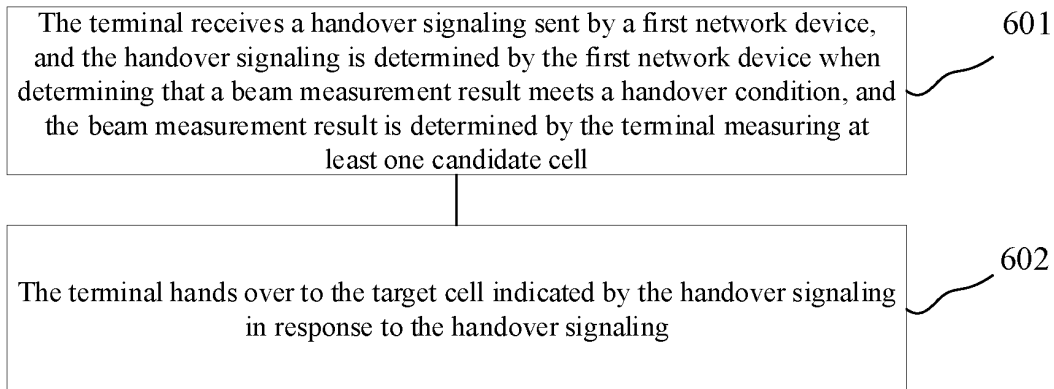 The terminal receives a handover signaling sent by a first network device,
and the handover signaling is determined by the first network device when
determining that a beam measurement result meets a handover condition, and
the beam measurement result is determined by the terminal measuring at
least one candidate cell
601
The terminal hands over to the target cell indicated by the handover signaling
in response to the handover signaling
602